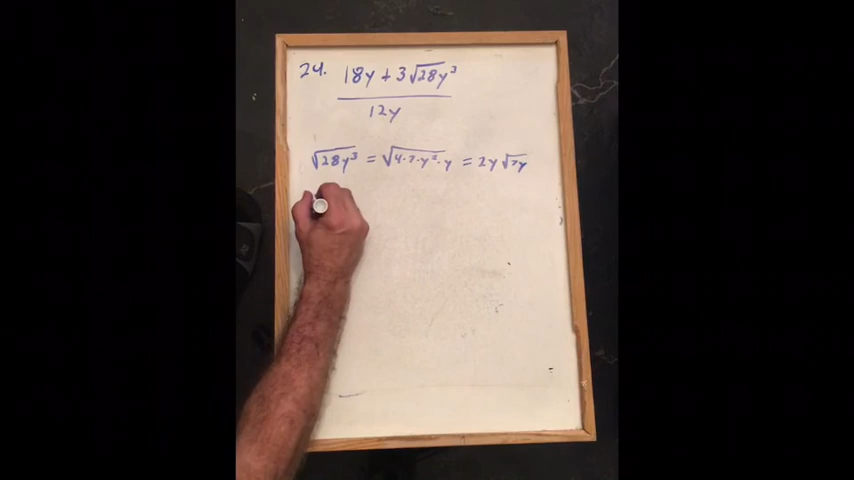 24. 18y + 3√28y³
12y
√28y³ = √4·7·y²·y = 2y√7y